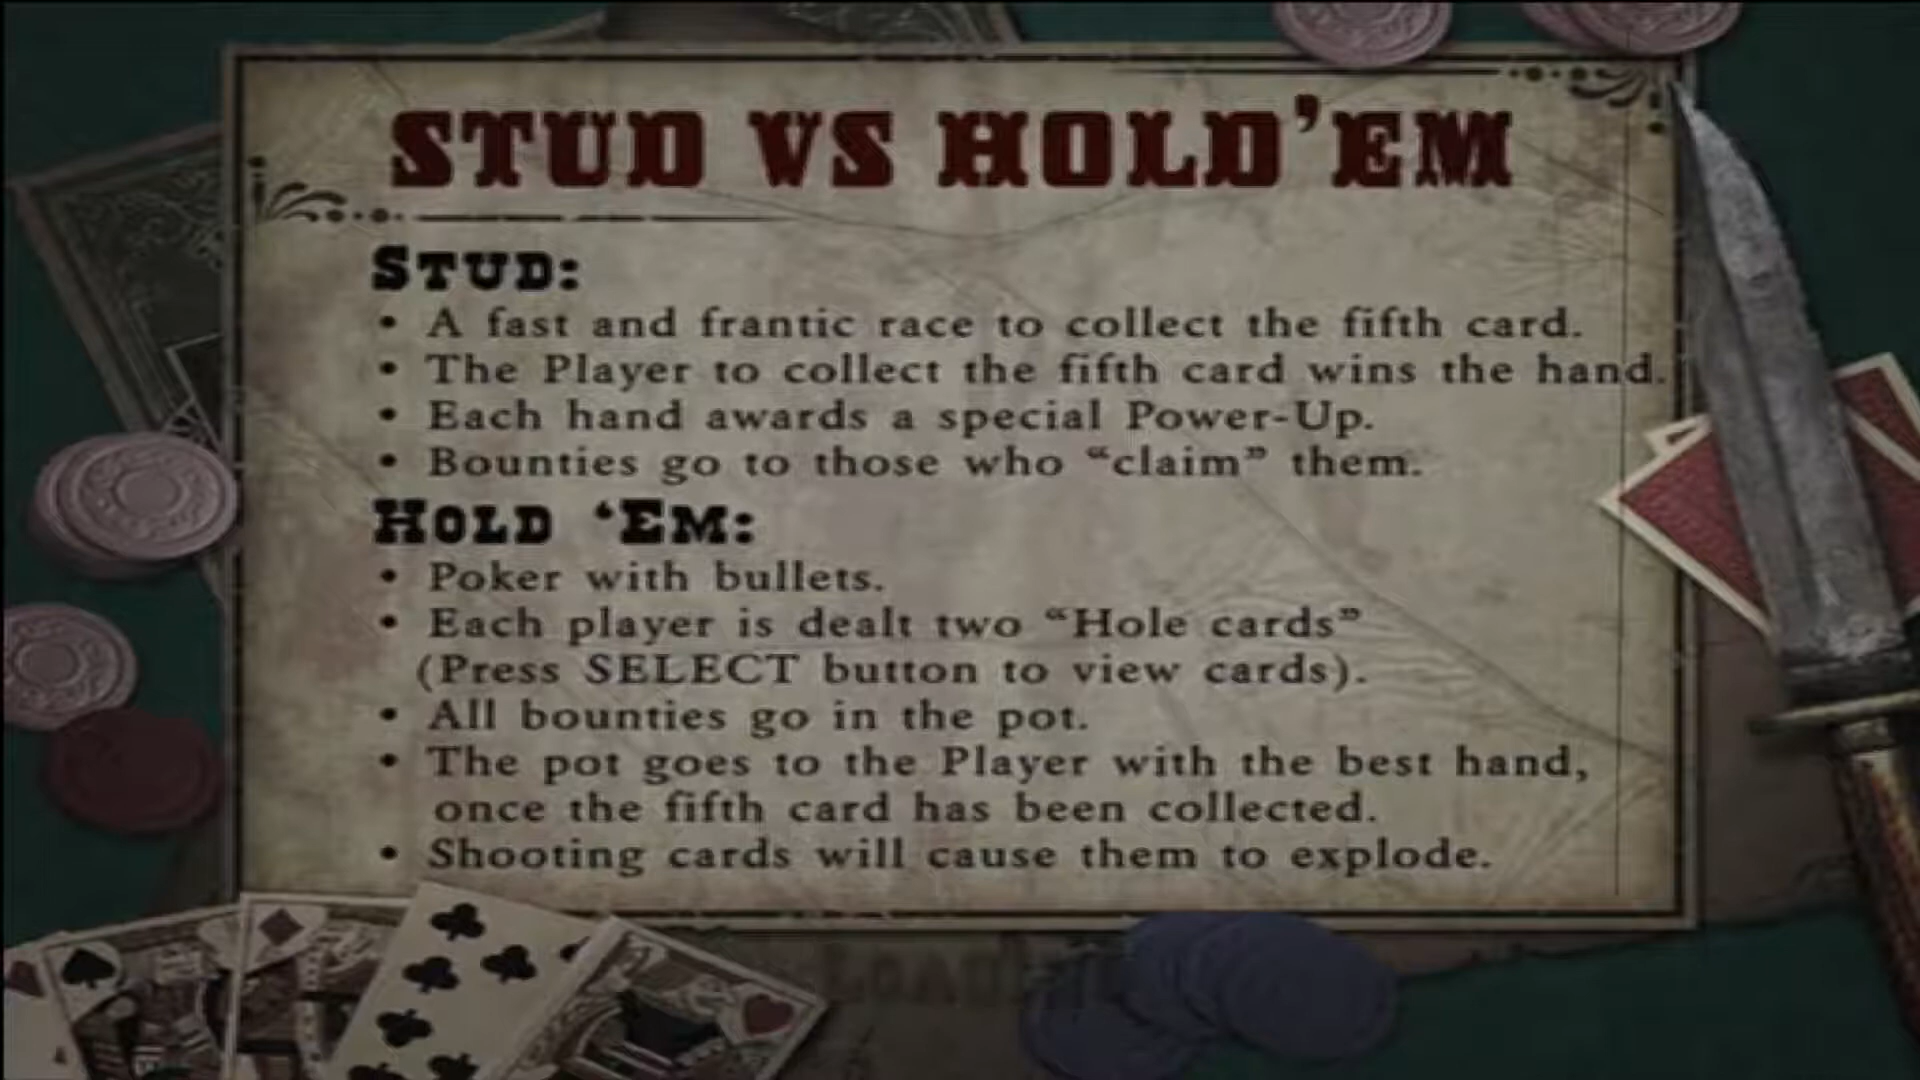 STUD VS HOLD'EM
STUD:
• A fast and frantic race to collect the fifth card.
• The Player to collect the fifth card wins the hand.
• Each hand awards a special Power-Up.
• Bounties go to those who “claim” them.
HOLD ‘EM:
• Poker with bullets.
• Each player is dealt two “Hole cards”
(Press SELECT button to view cards).
• All bounties go in the pot.
• The pot goes to the Player with the best hand,
once the fifth card has been collected.
• Shooting cards will cause them to explode.